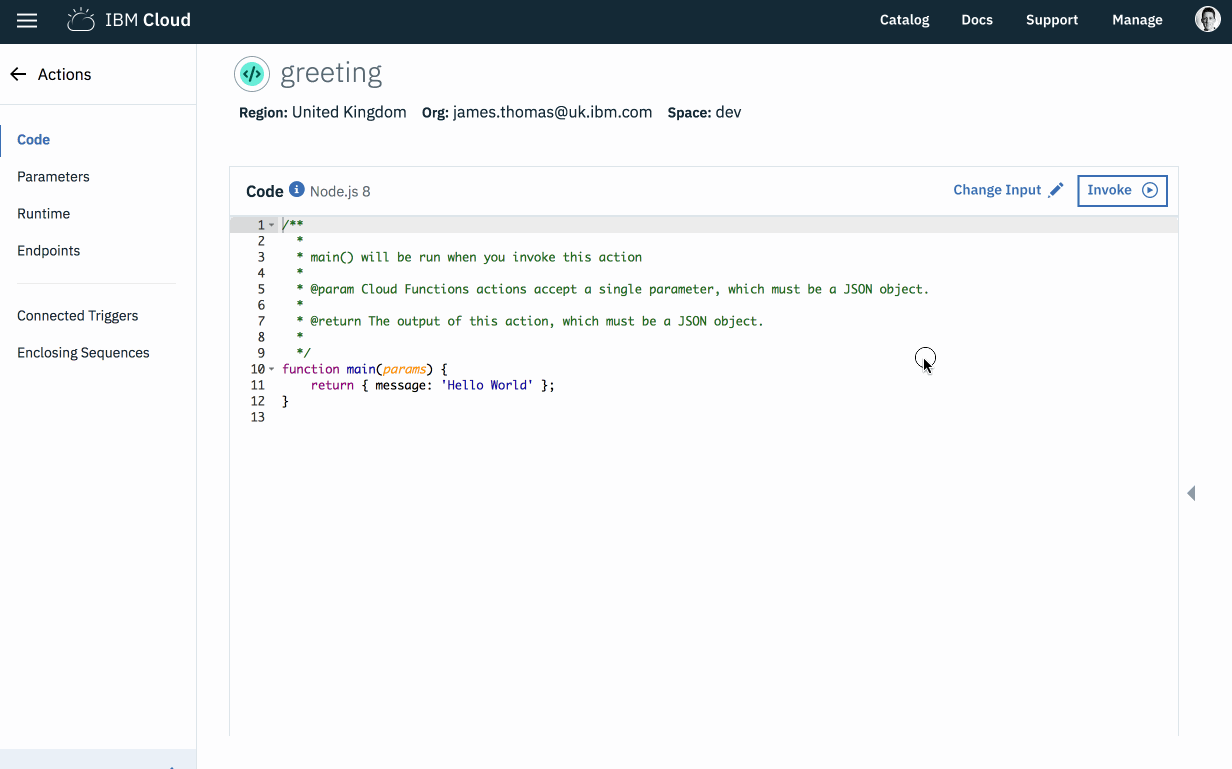 IBM Cloud
Catalog Docs Support Manage
Actions
Code
Parameters
Runtime
Endpoints
Connected Triggers
Enclosing Sequences
</> greeting
Region: United Kingdom Org: james.thomas@uk.ibm.com Space: dev
Code i Node.js 8
Change Input Invoke
1 /**
2 *
3 * main() will be run when you invoke this action
4 *
5 * @param Cloud Functions actions accept a single parameter, which must be a JSON object.
6 *
7 * @return The output of this action, which must be a JSON object.
8 *
9 */
10 function main(params) {
11 return { message: 'Hello World' };
12 }
13